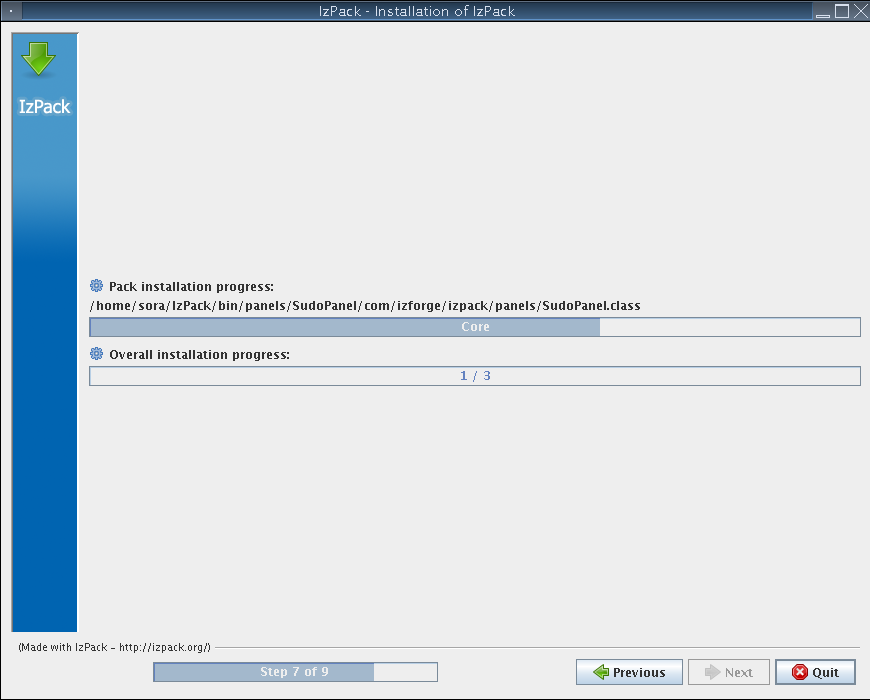 IzPack - Installation of IzPack
IzPack
Pack installation progress:
/home/sora/IzPack/bin/panels/SudoPanel/com/izforge/izpack/panels/SudoPanel.class
Core
Overall installation progress:
1 / 3
(Made with IzPack - http://izpack.org/)
Step 7 of 9
Previous
Next
Quit